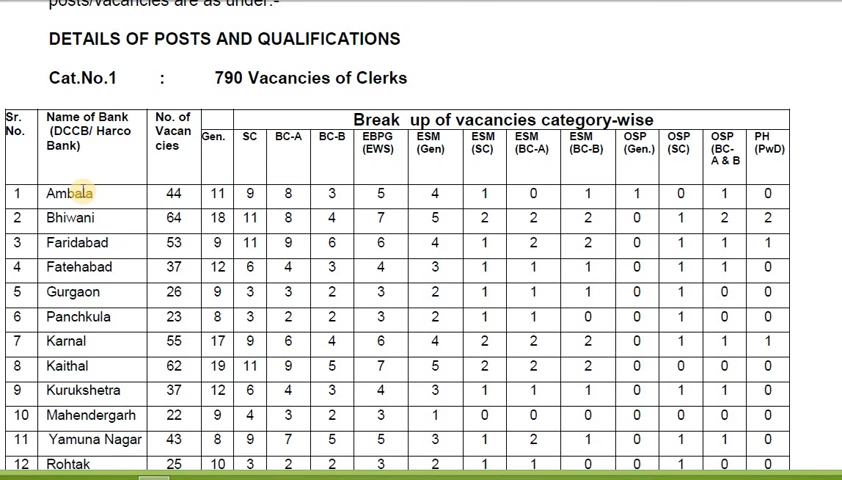 posts/vacancies are as under:-
DETAILS OF POSTS AND QUALIFICATIONS
Cat.No.1 : 790 Vacancies of Clerks
Sr. No. Name of Bank (DCCB/ Harco Bank) No. of Vacan cies Break up of vacancies category-wise
Gen. SC BC-A BC-B EBPG (EWS) ESM (Gen) ESM (SC) ESM (BC-A) ESM (BC-B) OSP (Gen.) OSP (SC) OSP (BC- A & B PH (PwD)
1 Ambala 44 11 9 8 3 5 4 1 0 1 1 0 1 0
2 Bhiwani 64 18 11 8 4 7 5 2 2 2 0 1 2 2
3 Faridabad 53 9 11 9 6 6 4 1 2 2 0 1 1 1
4 Fatehabad 37 12 6 4 3 4 3 1 1 1 0 1 1 0
5 Gurgaon 26 9 3 3 2 3 2 1 1 1 0 1 0 0
6 Panchkula 23 8 3 2 2 3 2 1 1 0 0 1 0 0
7 Karnal 55 17 9 6 4 6 4 2 2 2 0 1 1 1
8 Kaithal 62 19 11 9 5 7 5 2 2 2 0 0 0 0
9 Kurukshetra 37 12 6 4 3 4 3 1 1 1 0 1 1 0
10 Mahendergarh 22 9 4 3 2 3 1 0 0 0 0 0 0 0
11 Yamuna Nagar 43 8 9 7 5 5 3 1 2 1 0 1 1 0
12 Rohtak 25 10 3 2 2 3 2 1 1 0 0 1 0 0